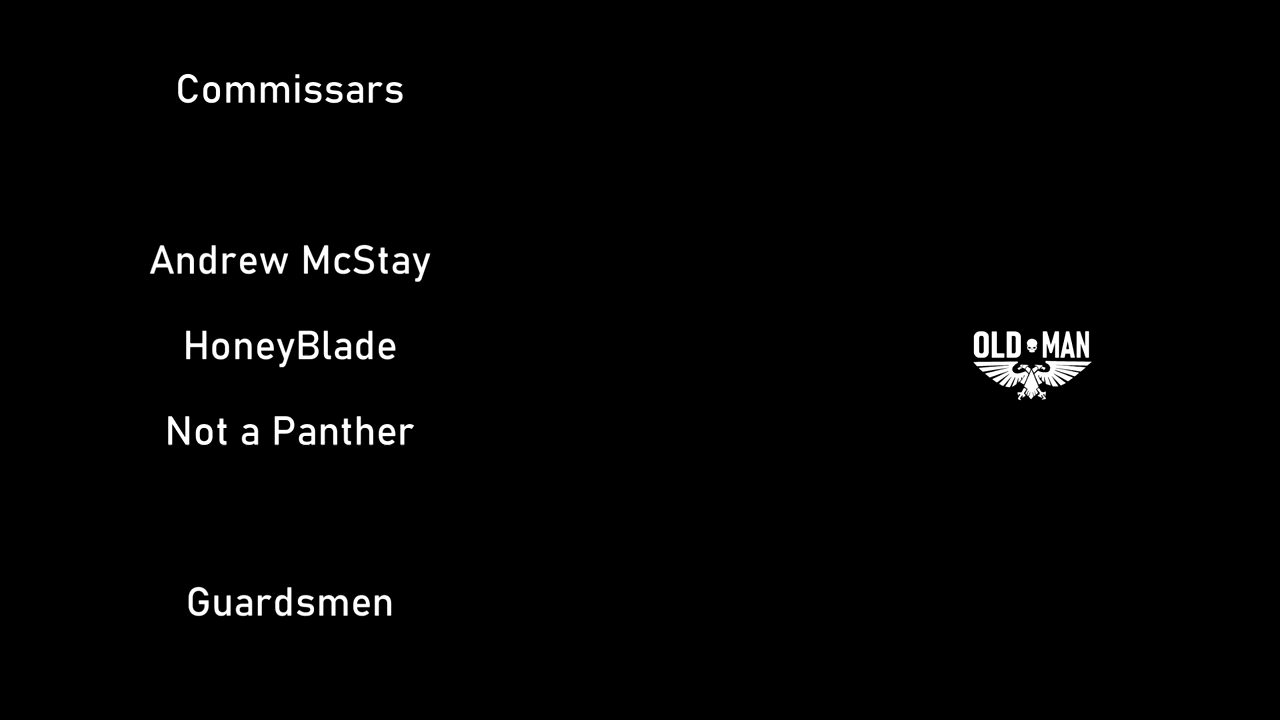 Commissars
Andrew McStay
HoneyBlade
Not a Panther
Guardsmen
OLD MAN